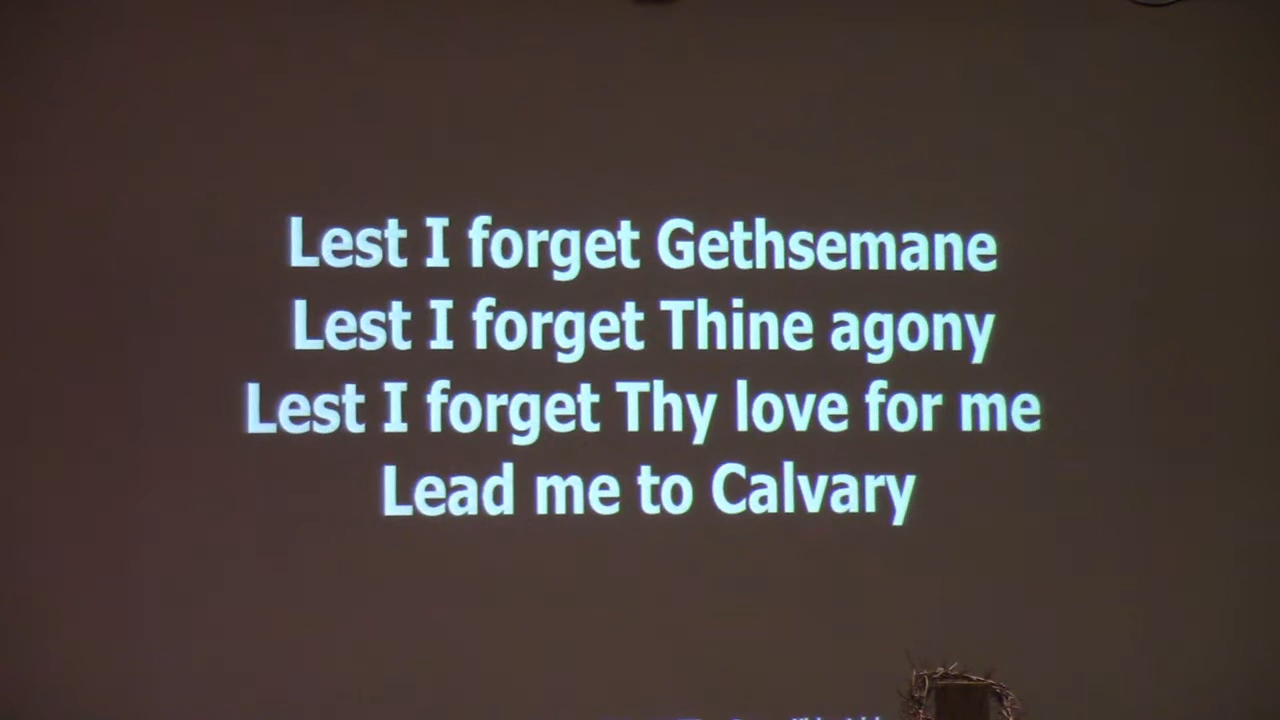 Lest I forget Gethsemane
Lest I forget Thine agony
Lest I forget Thy love for me
Lead me to Calvary